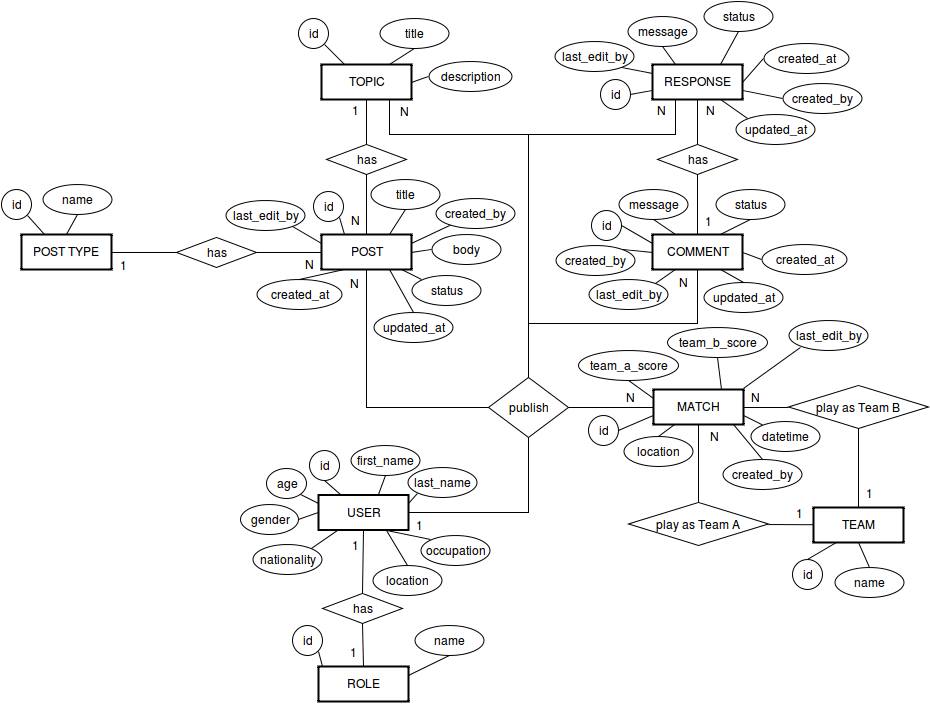 status
id
title
message
last_edit_by
created_at
TOPIC
description
RESPONSE
id
created_by
1
N
N
N
updated_at
has
has
id
name
last_edit_by
id
title
N
created_by
message
status
id
1
POST TYPE
1
has
N
POST
body
created_by
COMMENT
created_at
created_at
N
status
last_edit_by
N
updated_at
updated_at
team_b_score
last_edit_by
team_a_score
publish
N
MATCH
N
play as Team B
id
location
N
datetime
created_by
first_name
id
age
last_name
gender
USER
1
nationality
1
occupation
location
play as Team A
1
1
TEAM
id
name
has
id
name
1
ROLE